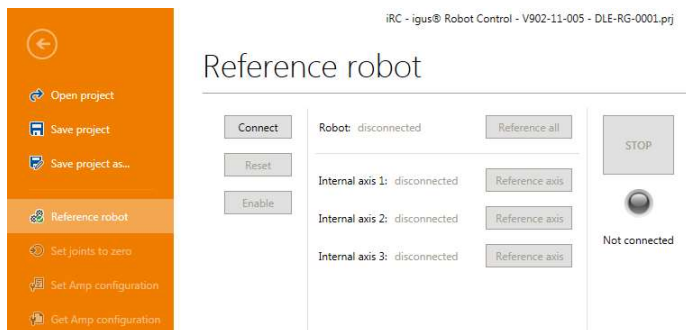 iRC - igus® Robot Control - V902-11-005 - DLE-RG-0001.prj
Reference robot
Open project
Save project
Save project as...
Reference robot
Set joints to zero
Set Amp configuration
Get Amp configuration
Connect
Reset
Enable
Robot: disconnected
Reference all
Internal axis 1: disconnected
Reference axis
Internal axis 2: disconnected
Reference axis
Internal axis 3: disconnected
Reference axis
STOP
Not connected